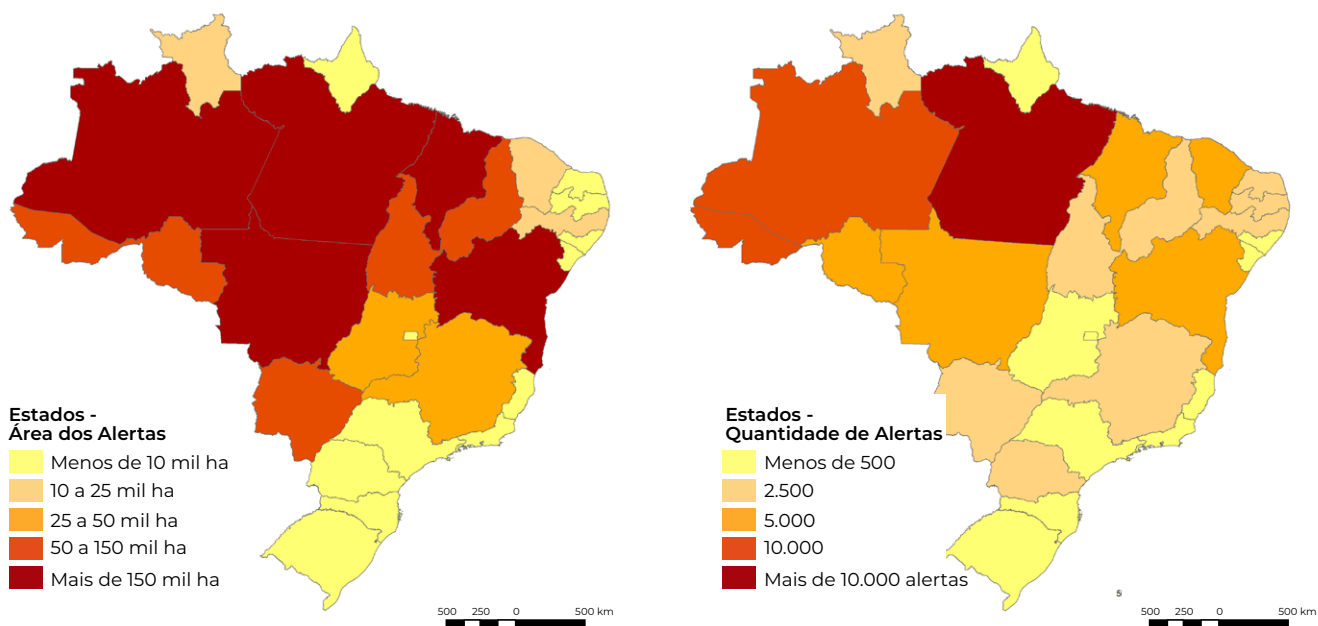 Estados -
Área dos Alertas
Menos de 10 mil ha
10 a 25 mil ha
25 a 50 mil ha
50 a 150 mil ha
Mais de 150 mil ha
500 250 0 500 km
Estados -
Quantidade de Alertas
Menos de 500
2.500
5.000
10.000
Mais de 10.000 alertas
s
500 250 0 500 km